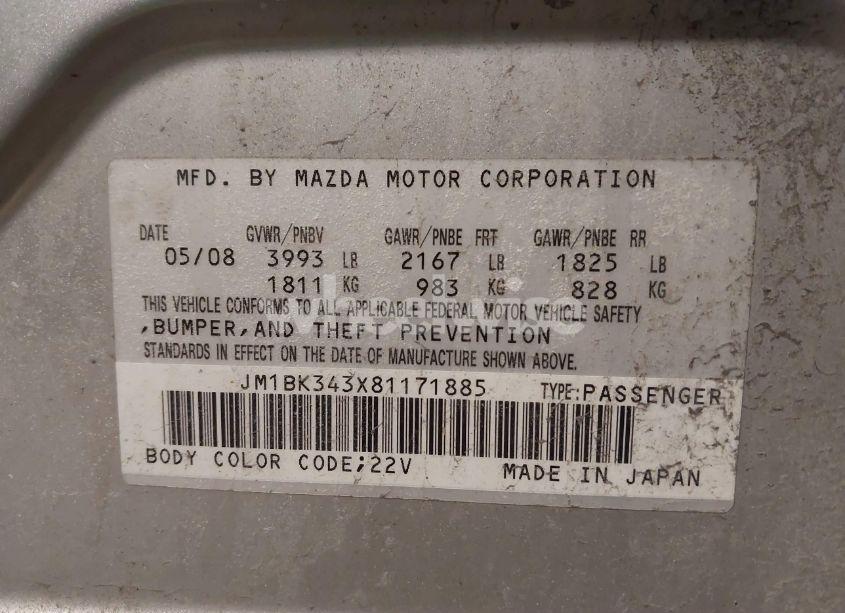 MFD. BY MAZDA MOTOR CORPORATION
DATE GVWR/PNBV GAWR/PNBE FRT GAWR/PNBE RR
05/08 3993 LB 2167 LB 1825 LB
1811 KG 983 KG 828 KG
THIS VEHICLE CONFORMS TO ALL APPLICABLE FEDERAL MOTOR VEHICLE SAFETY
,BUMPER,AND THEFT PREVENTION
STANDARDS IN EFFECT ON THE DATE OF MANUFACTURE SHOWN ABOVE.
JM1BK343X81171885 TYPE:PASSENGER
BODY COLOR CODE;22V MADE IN JAPAN